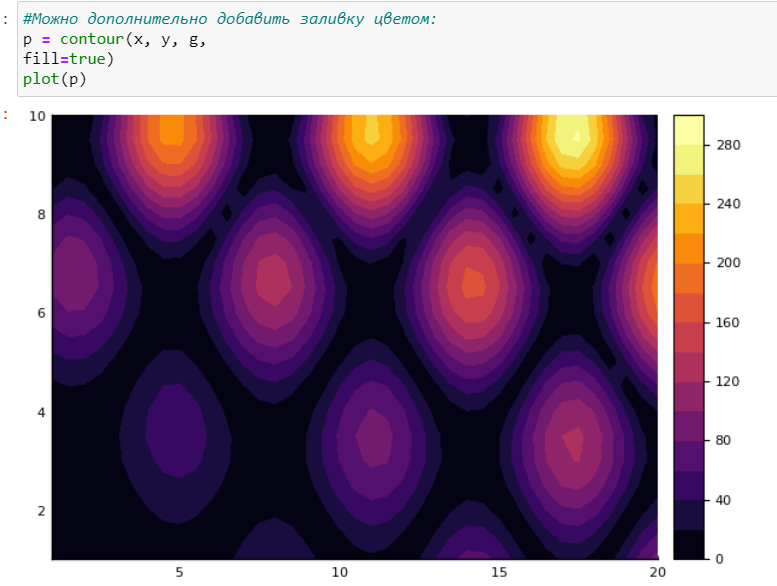 : #Можно дополнительно добавить заливку цветом:
p = contour(x, y, g,
fill=true)
plot(p)
:
10
8
6
4
2
5 10 15 20
280
240
200
160
120
80
40
0